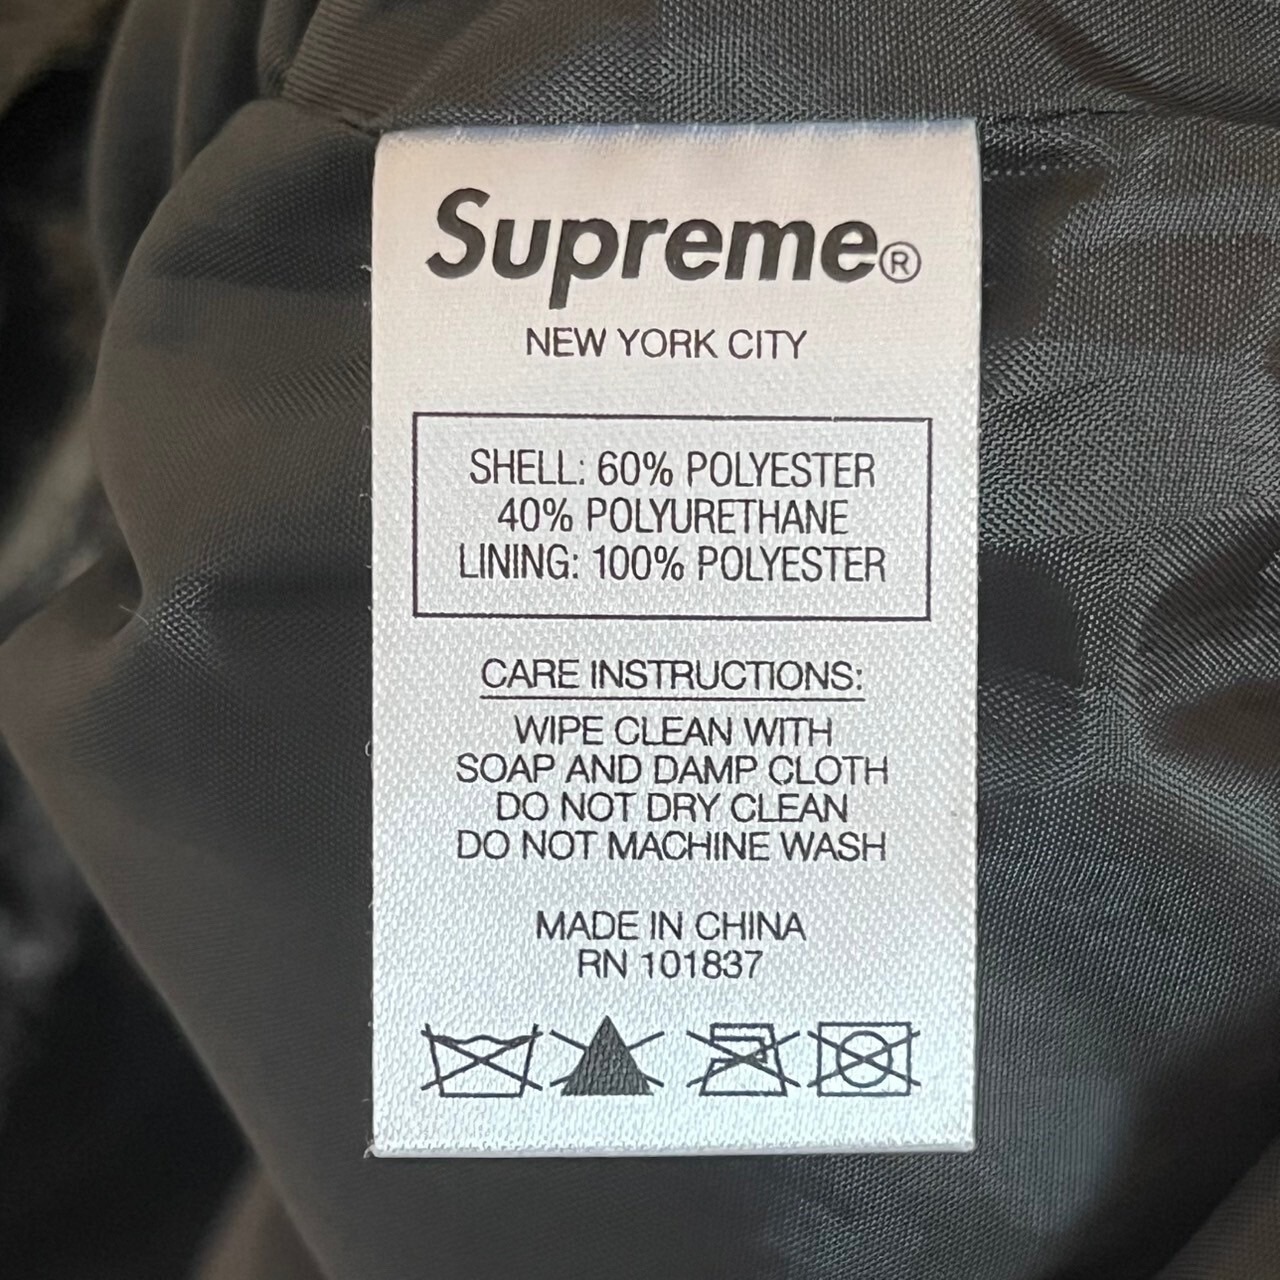 Supreme®
NEW YORK CITY
SHELL: 60% POLYESTER
40% POLYURETHANE
LINING: 100% POLYESTER
CARE INSTRUCTIONS:
WIPE CLEAN WITH
SOAP AND DAMP CLOTH
DO NOT DRY CLEAN
DO NOT MACHINE WASH
MADE IN CHINA
RN 101837